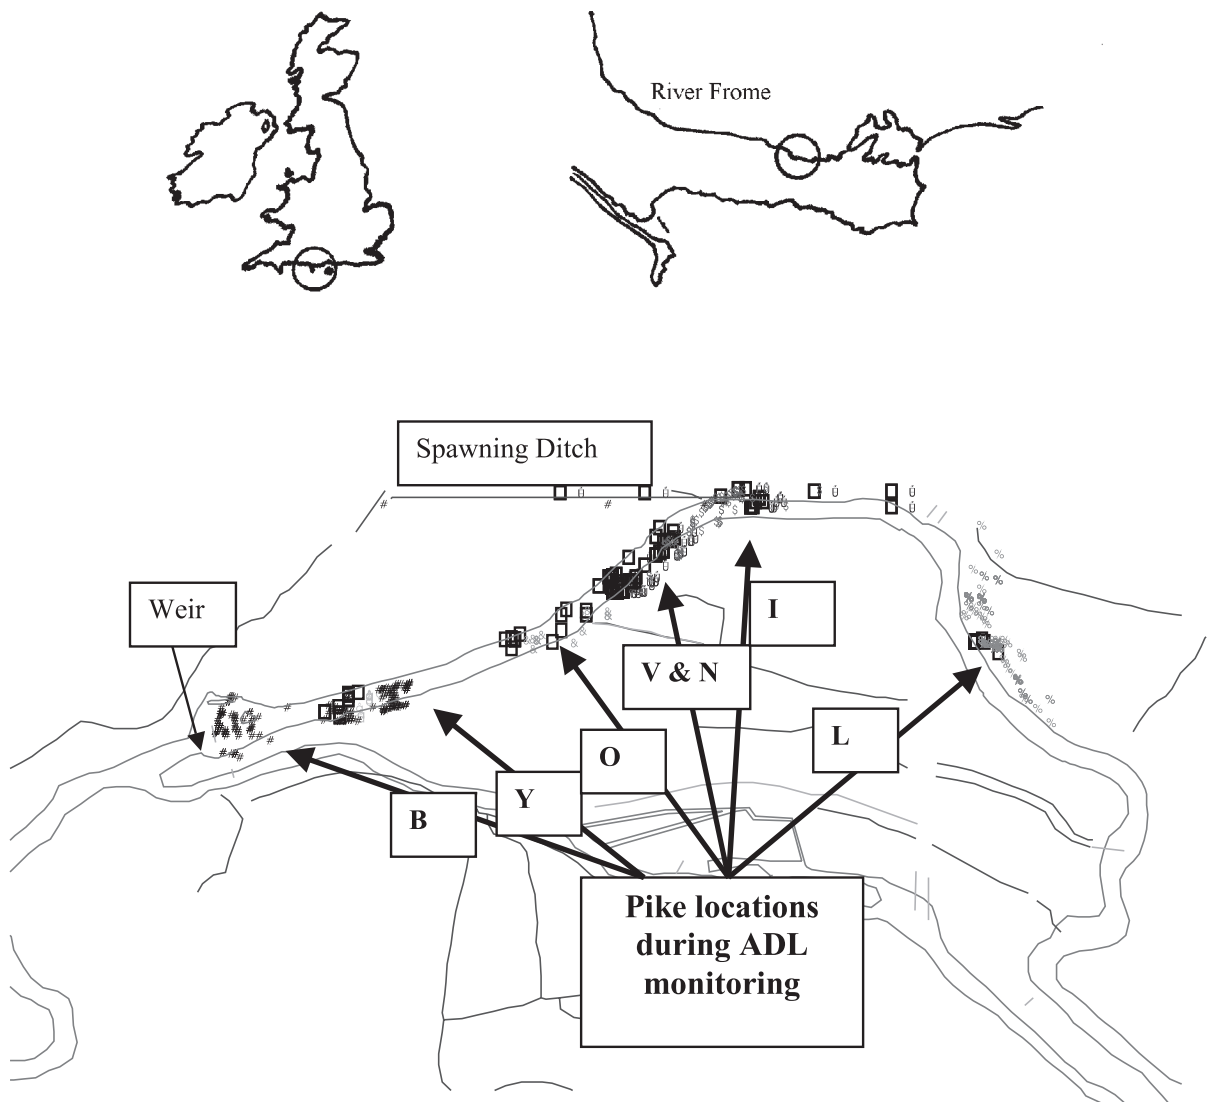 River Frome
Spawning Ditch
Weir
I
V & N
L
O
Y
B
Pike locations
during ADL
monitoring